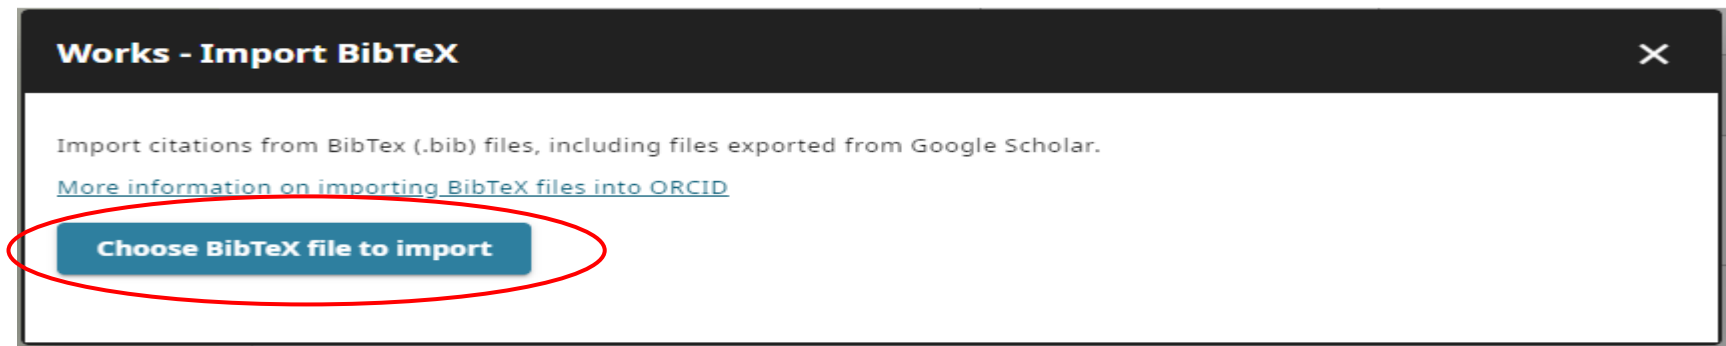 Works - Import BibTeX
Import citations from BibTex (.bib) files, including files exported from Google Scholar.
More information on importing BibTeX files into ORCID
Choose BibTeX file to import